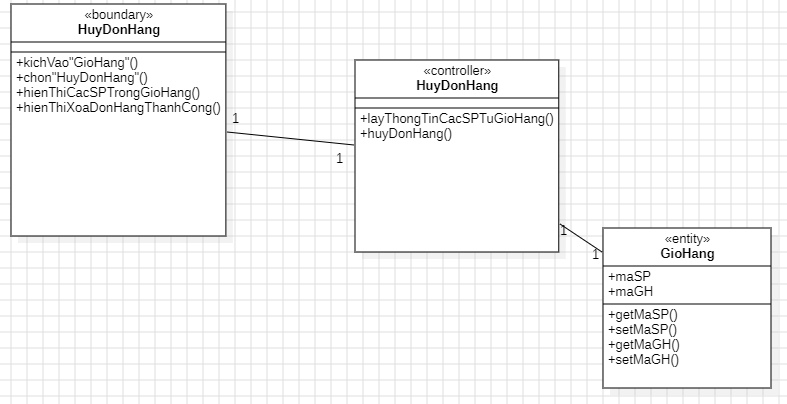 «boundary»
HuyDonHang
+kichVao"GioHang"()
+chon"HuyDonHang"()
+hienThiCacSPTrongGioHang()
+hienThiXoaDonHangThanhCong()
1
1
«controller»
HuyDonHang
+layThongTinCacSPTuGioHang()
+huyDonHang()
1
1
«entity»
GioHang
+maSP
+maGH
+getMaSP()
+setMaSP()
+getMaGH()
+setMaGH()